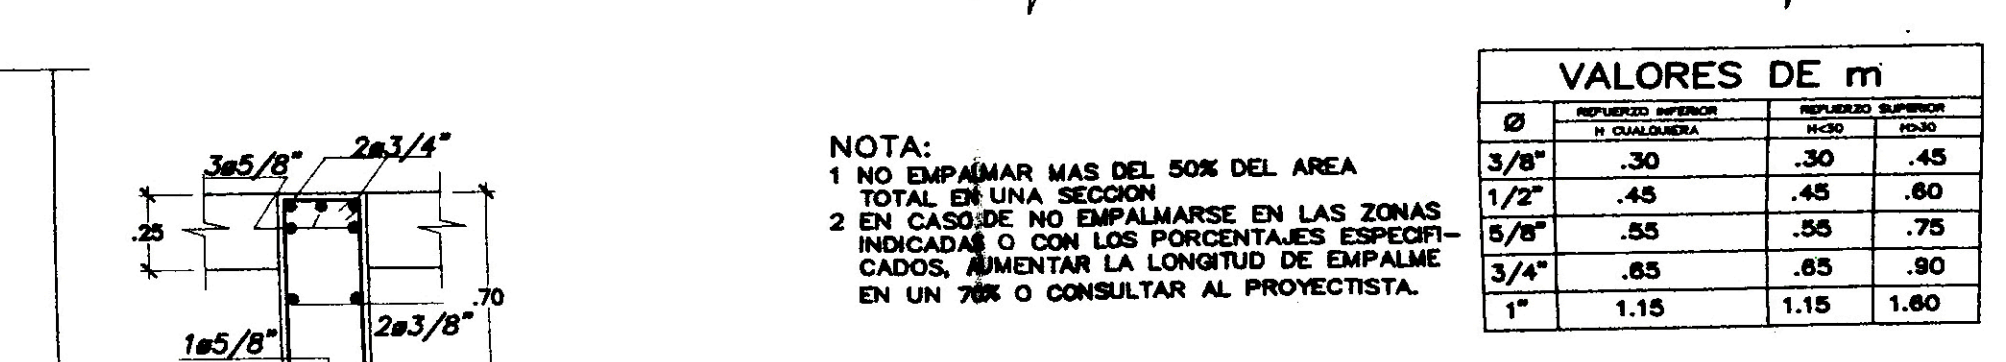 3ø5/8" 2ø3/4"
.25
.70
2ø3/8"
1ø5/8"
NOTA:
1 NO EMPALMAR MAS DEL 50% DEL AREA
TOTAL EN UNA SECCION
2 EN CASO DE NO EMPALMARSE EN LAS ZONAS
INDICADAS O CON LOS PORCENTAJES ESPECIFI-
CADOS, AUMENTAR LA LONGITUD DE EMPALME
EN UN 70% O CONSULTAR AL PROYECTISTA.
VALORES DE m
Ø REFUERZO INFERIOR REFUERZO SUPERIOR
H CUALQUIERA H<30 H>30
3/8" .30 .30 .45
1/2" .45 .45 .60
5/8" .55 .55 .75
3/4" .65 .65 .90
1" 1.15 1.15 1.60